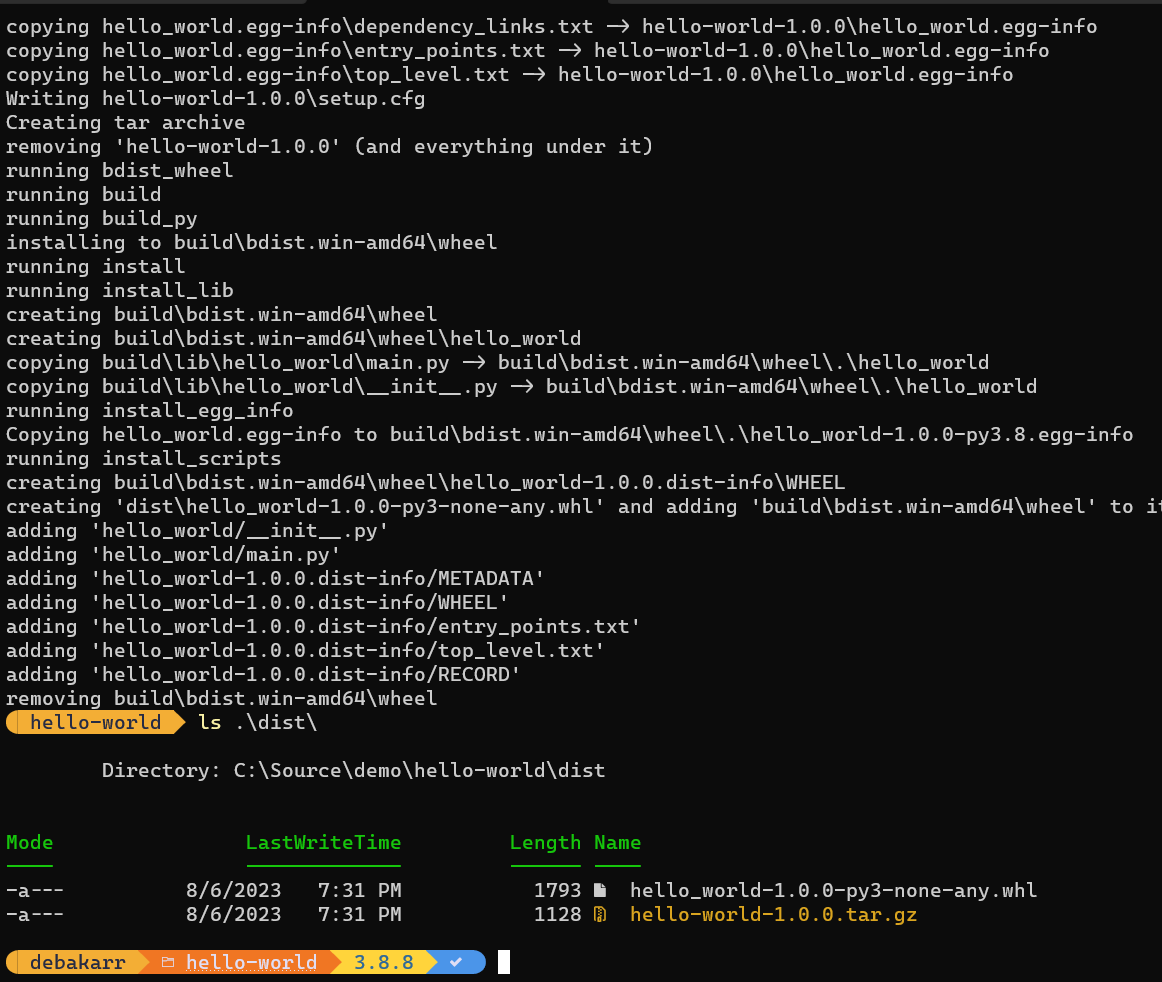 copying hello_world.egg-info\dependency_links.txt -> hello-world-1.0.0\hello_world.egg-info
copying hello_world.egg-info\entry_points.txt -> hello-world-1.0.0\hello_world.egg-info
copying hello_world.egg-info\top_level.txt -> hello-world-1.0.0\hello_world.egg-info
Writing hello-world-1.0.0\setup.cfg
Creating tar archive
removing 'hello-world-1.0.0' (and everything under it)
running bdist_wheel
running build
running build_py
installing to build\bdist.win-amd64\wheel
running install
running install_lib
creating build\bdist.win-amd64\wheel
creating build\bdist.win-amd64\wheel\hello_world
copying build\lib\hello_world\main.py -> build\bdist.win-amd64\wheel\.\hello_world
copying build\lib\hello_world\__init__.py -> build\bdist.win-amd64\wheel\.\hello_world
running install_egg_info
Copying hello_world.egg-info to build\bdist.win-amd64\wheel\.\hello_world-1.0.0-py3.8.egg-info
running install_scripts
creating build\bdist.win-amd64\wheel\hello_world-1.0.0.dist-info\WHEEL
creating 'dist\hello_world-1.0.0-py3-none-any.whl' and adding 'build\bdist.win-amd64\wheel' to it
adding 'hello_world/__init__.py'
adding 'hello_world/main.py'
adding 'hello_world-1.0.0.dist-info/METADATA'
adding 'hello_world-1.0.0.dist-info/WHEEL'
adding 'hello_world-1.0.0.dist-info/entry_points.txt'
adding 'hello_world-1.0.0.dist-info/top_level.txt'
adding 'hello_world-1.0.0.dist-info/RECORD'
removing build\bdist.win-amd64\wheel
hello-world ls .\dist\
Directory: C:\Source\demo\hello-world\dist
Mode LastWriteTime Length Name
-a--- 8/6/2023 7:31 PM 1793 hello_world-1.0.0-py3-none-any.whl
-a--- 8/6/2023 7:31 PM 1128 hello-world-1.0.0.tar.gz
debakarr hello-world 3.8.8